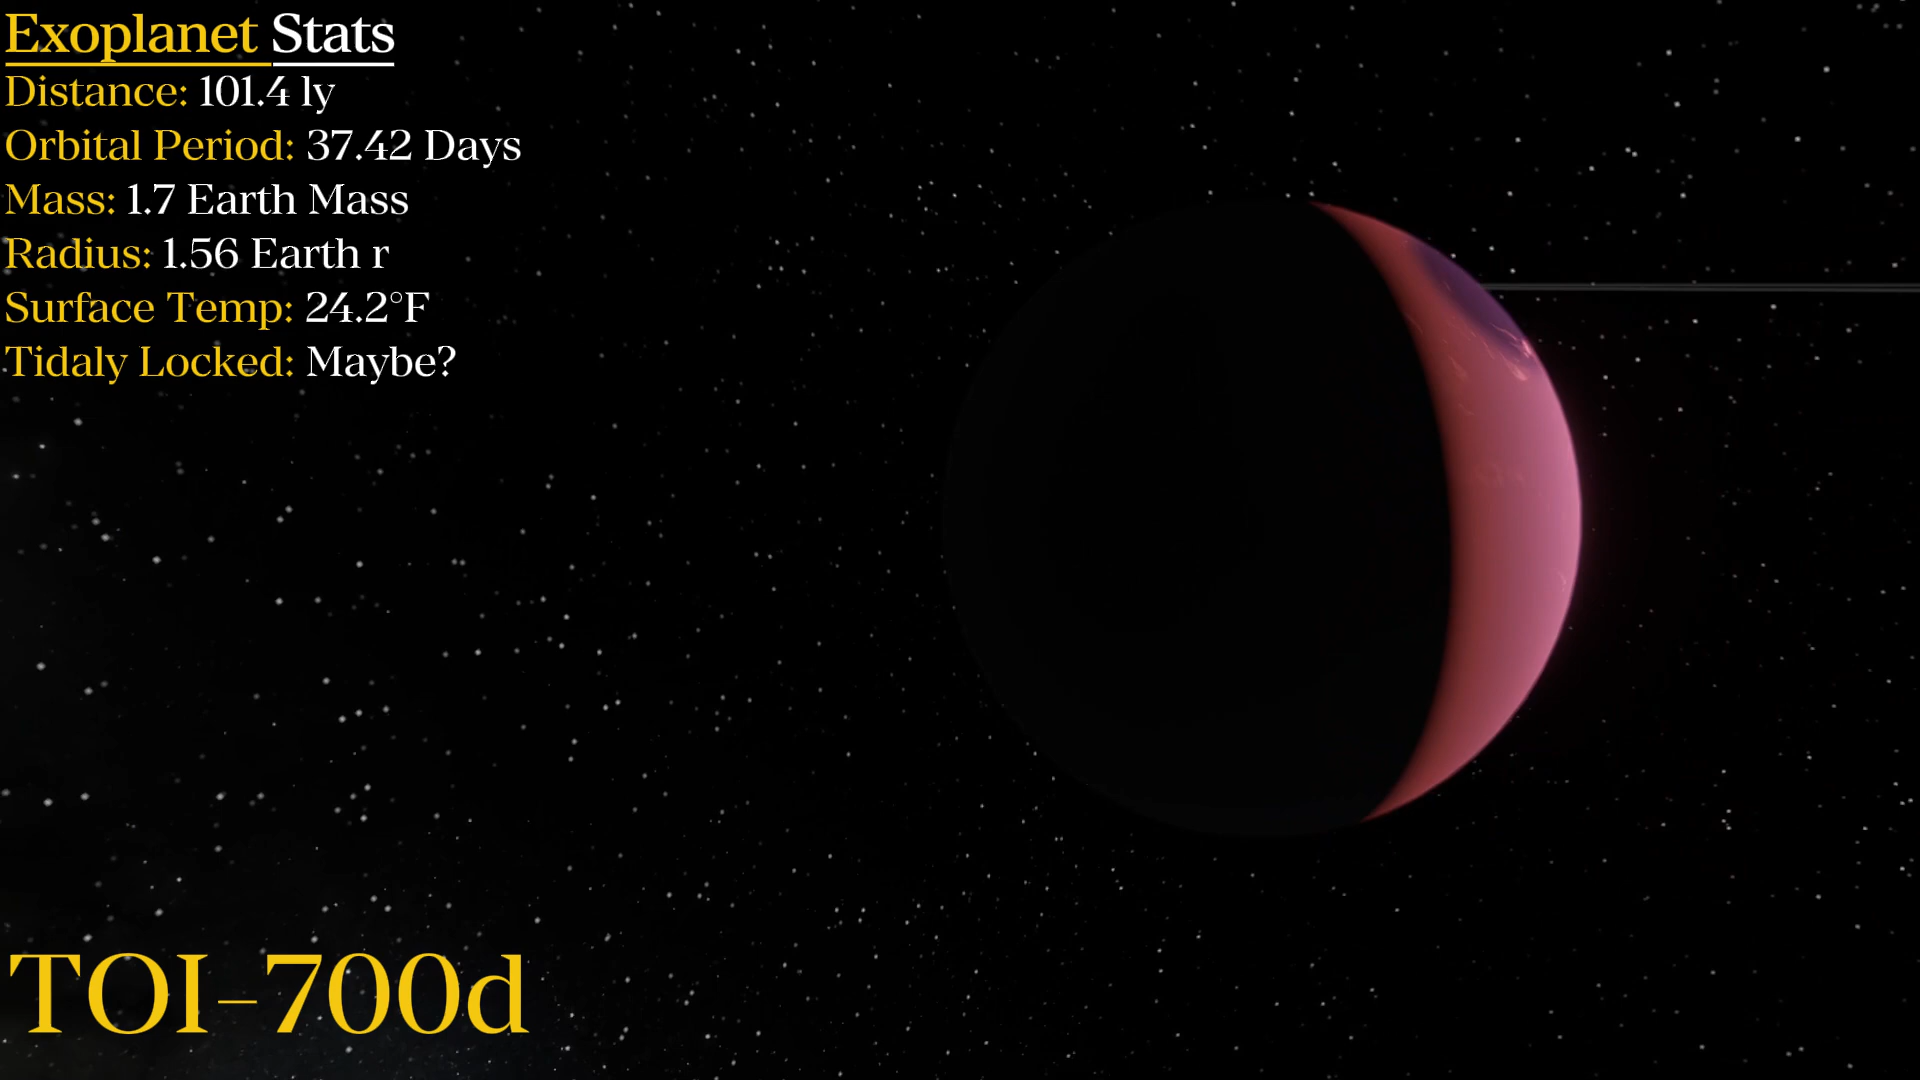 Exoplanet Stats
Distance: 101.4 ly
Orbital Period: 37.42 Days
Mass: 1.7 Earth Mass
Radius: 1.56 Earth r
Surface Temp: 24.2°F
Tidaly Locked: Maybe?
TOI-700d